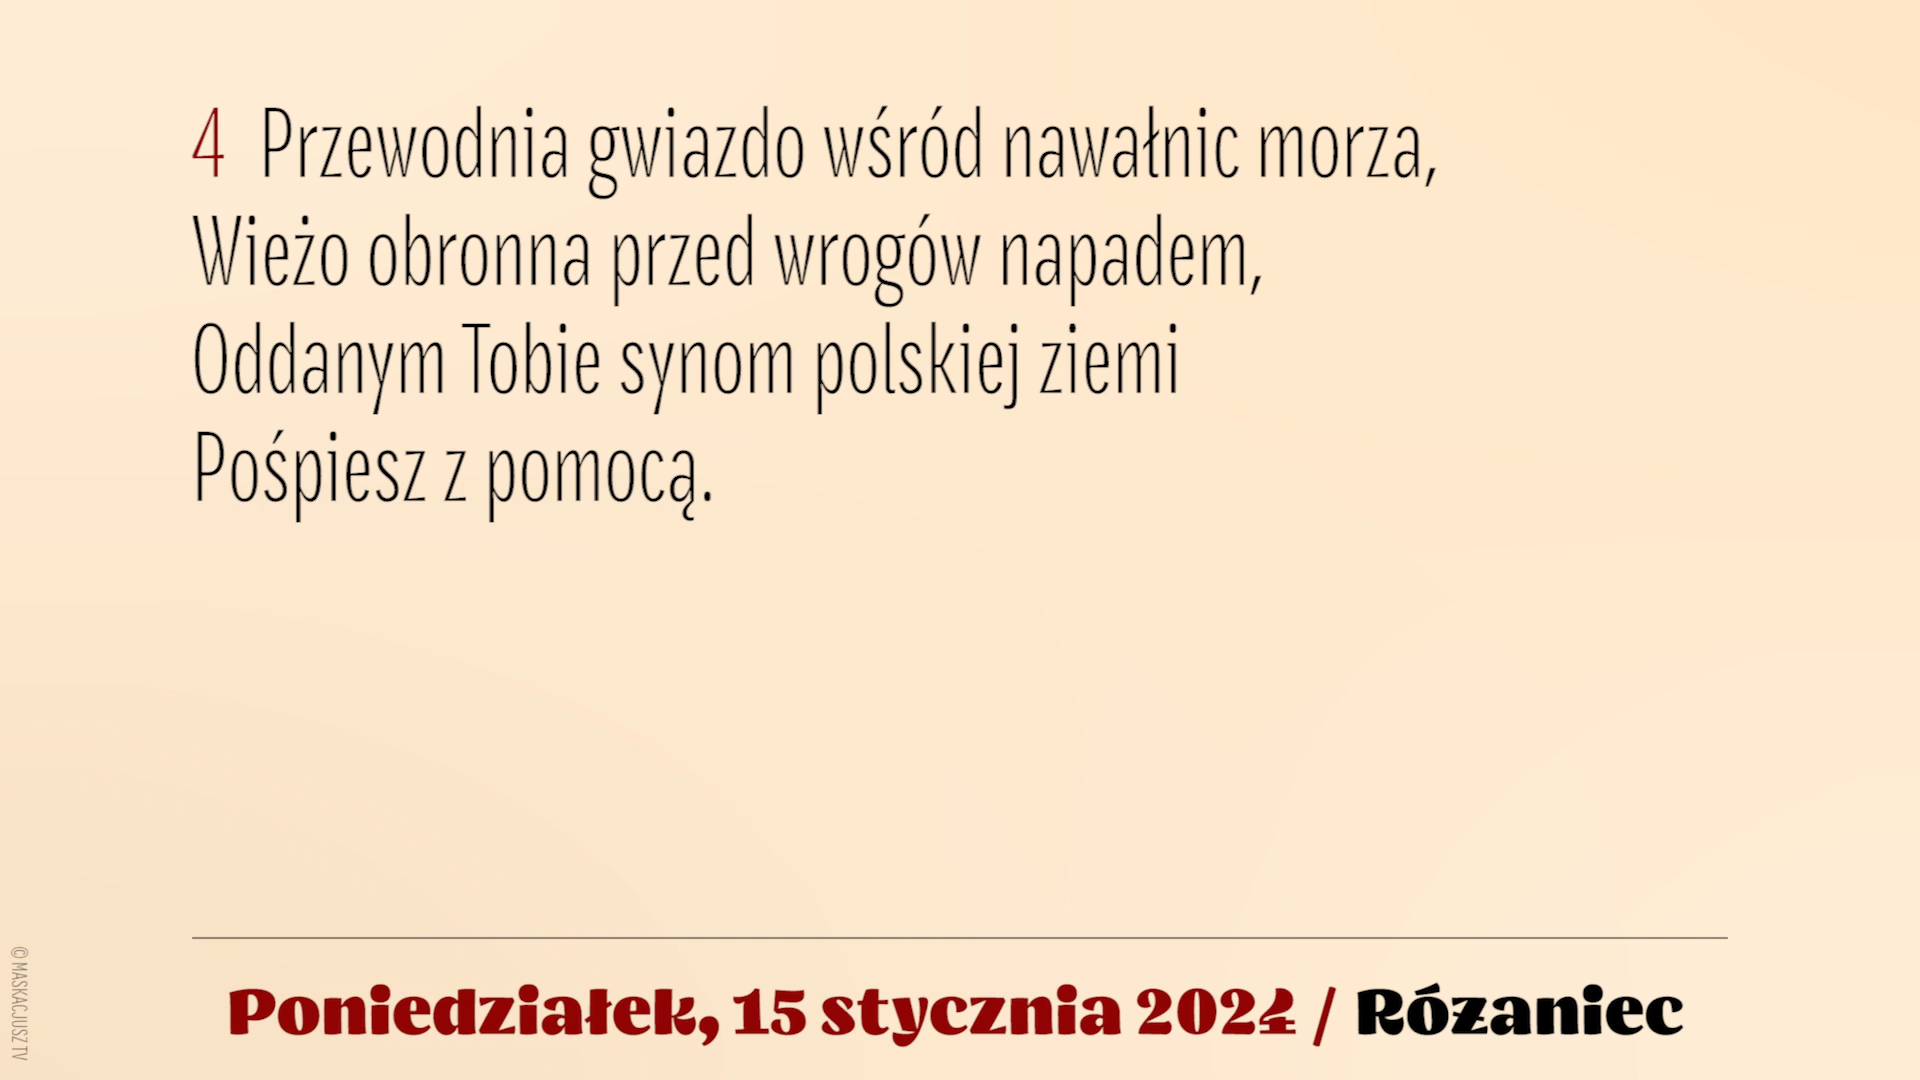 4 Przewodnia gwiazdo wśród nawałnic morza,
Wieżo obronna przed wrogów napadem,
Oddanym Tobie synom polskiej ziemi
Pośpiesz z pomocą.
Poniedziałek, 15 stycznia 2024 / Różaniec
© MASKACJUSZ TV